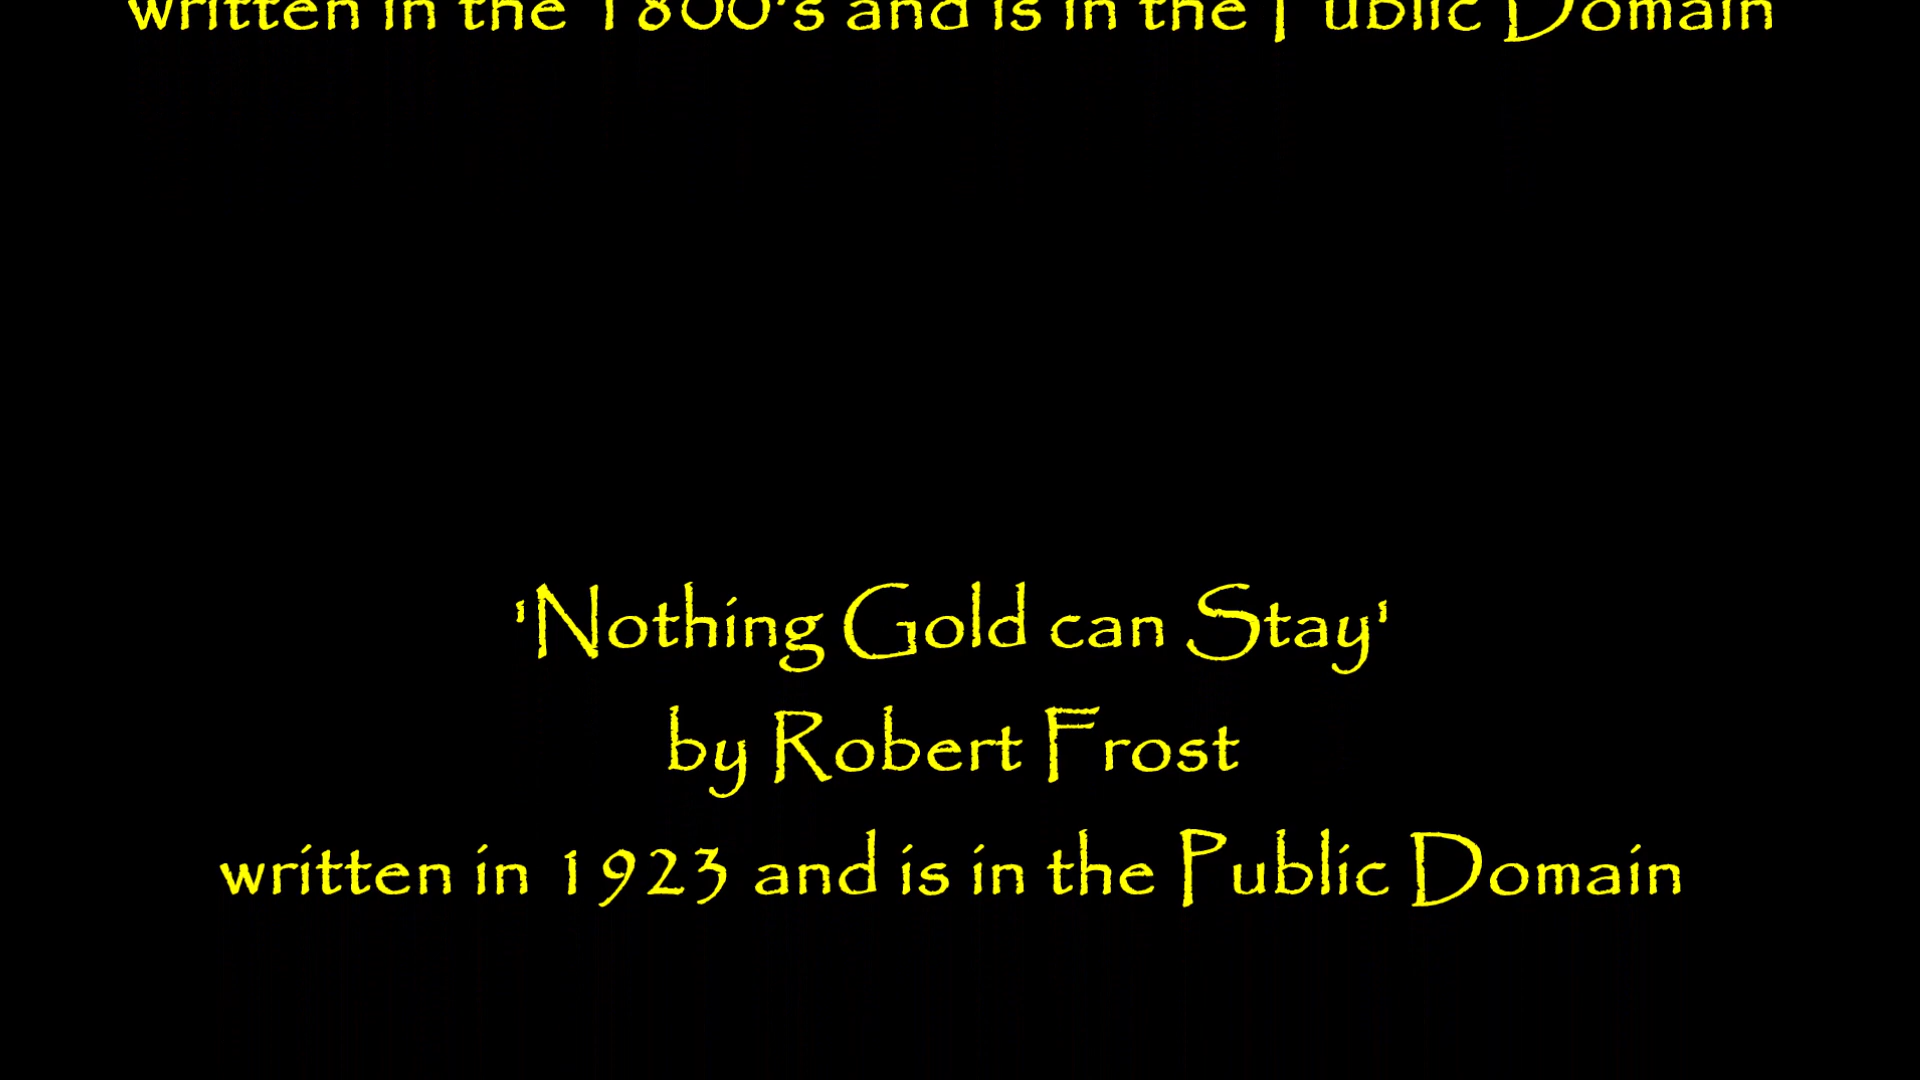 written in the 1800's and is in the Public Domain
'Nothing Gold can Stay'
by Robert Frost
written in 1923 and is in the Public Domain